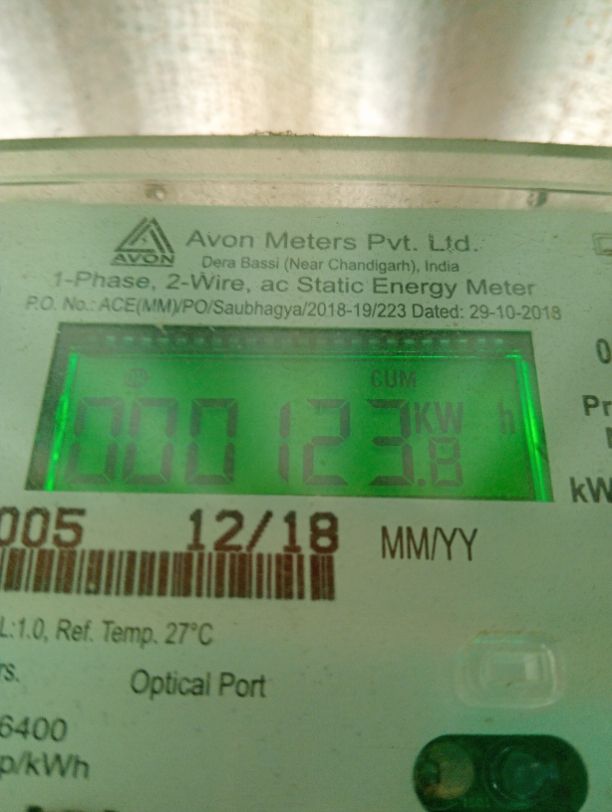 AVON
Avon Meters Pvt. Ltd.
Dera Bassi (Near Chandigarh), India
1-Phase, 2-Wire, ac Static Energy Meter
P.O. No.: ACE(MM)/PO/Saubhagya/2018-19/223 Dated: 29-10-2018
CUM
000123.8 KW h
005 12/18 MM/YY
kW
L:1.0, Ref. Temp. 27°C
rs.
Optical Port
6400
p/kWh